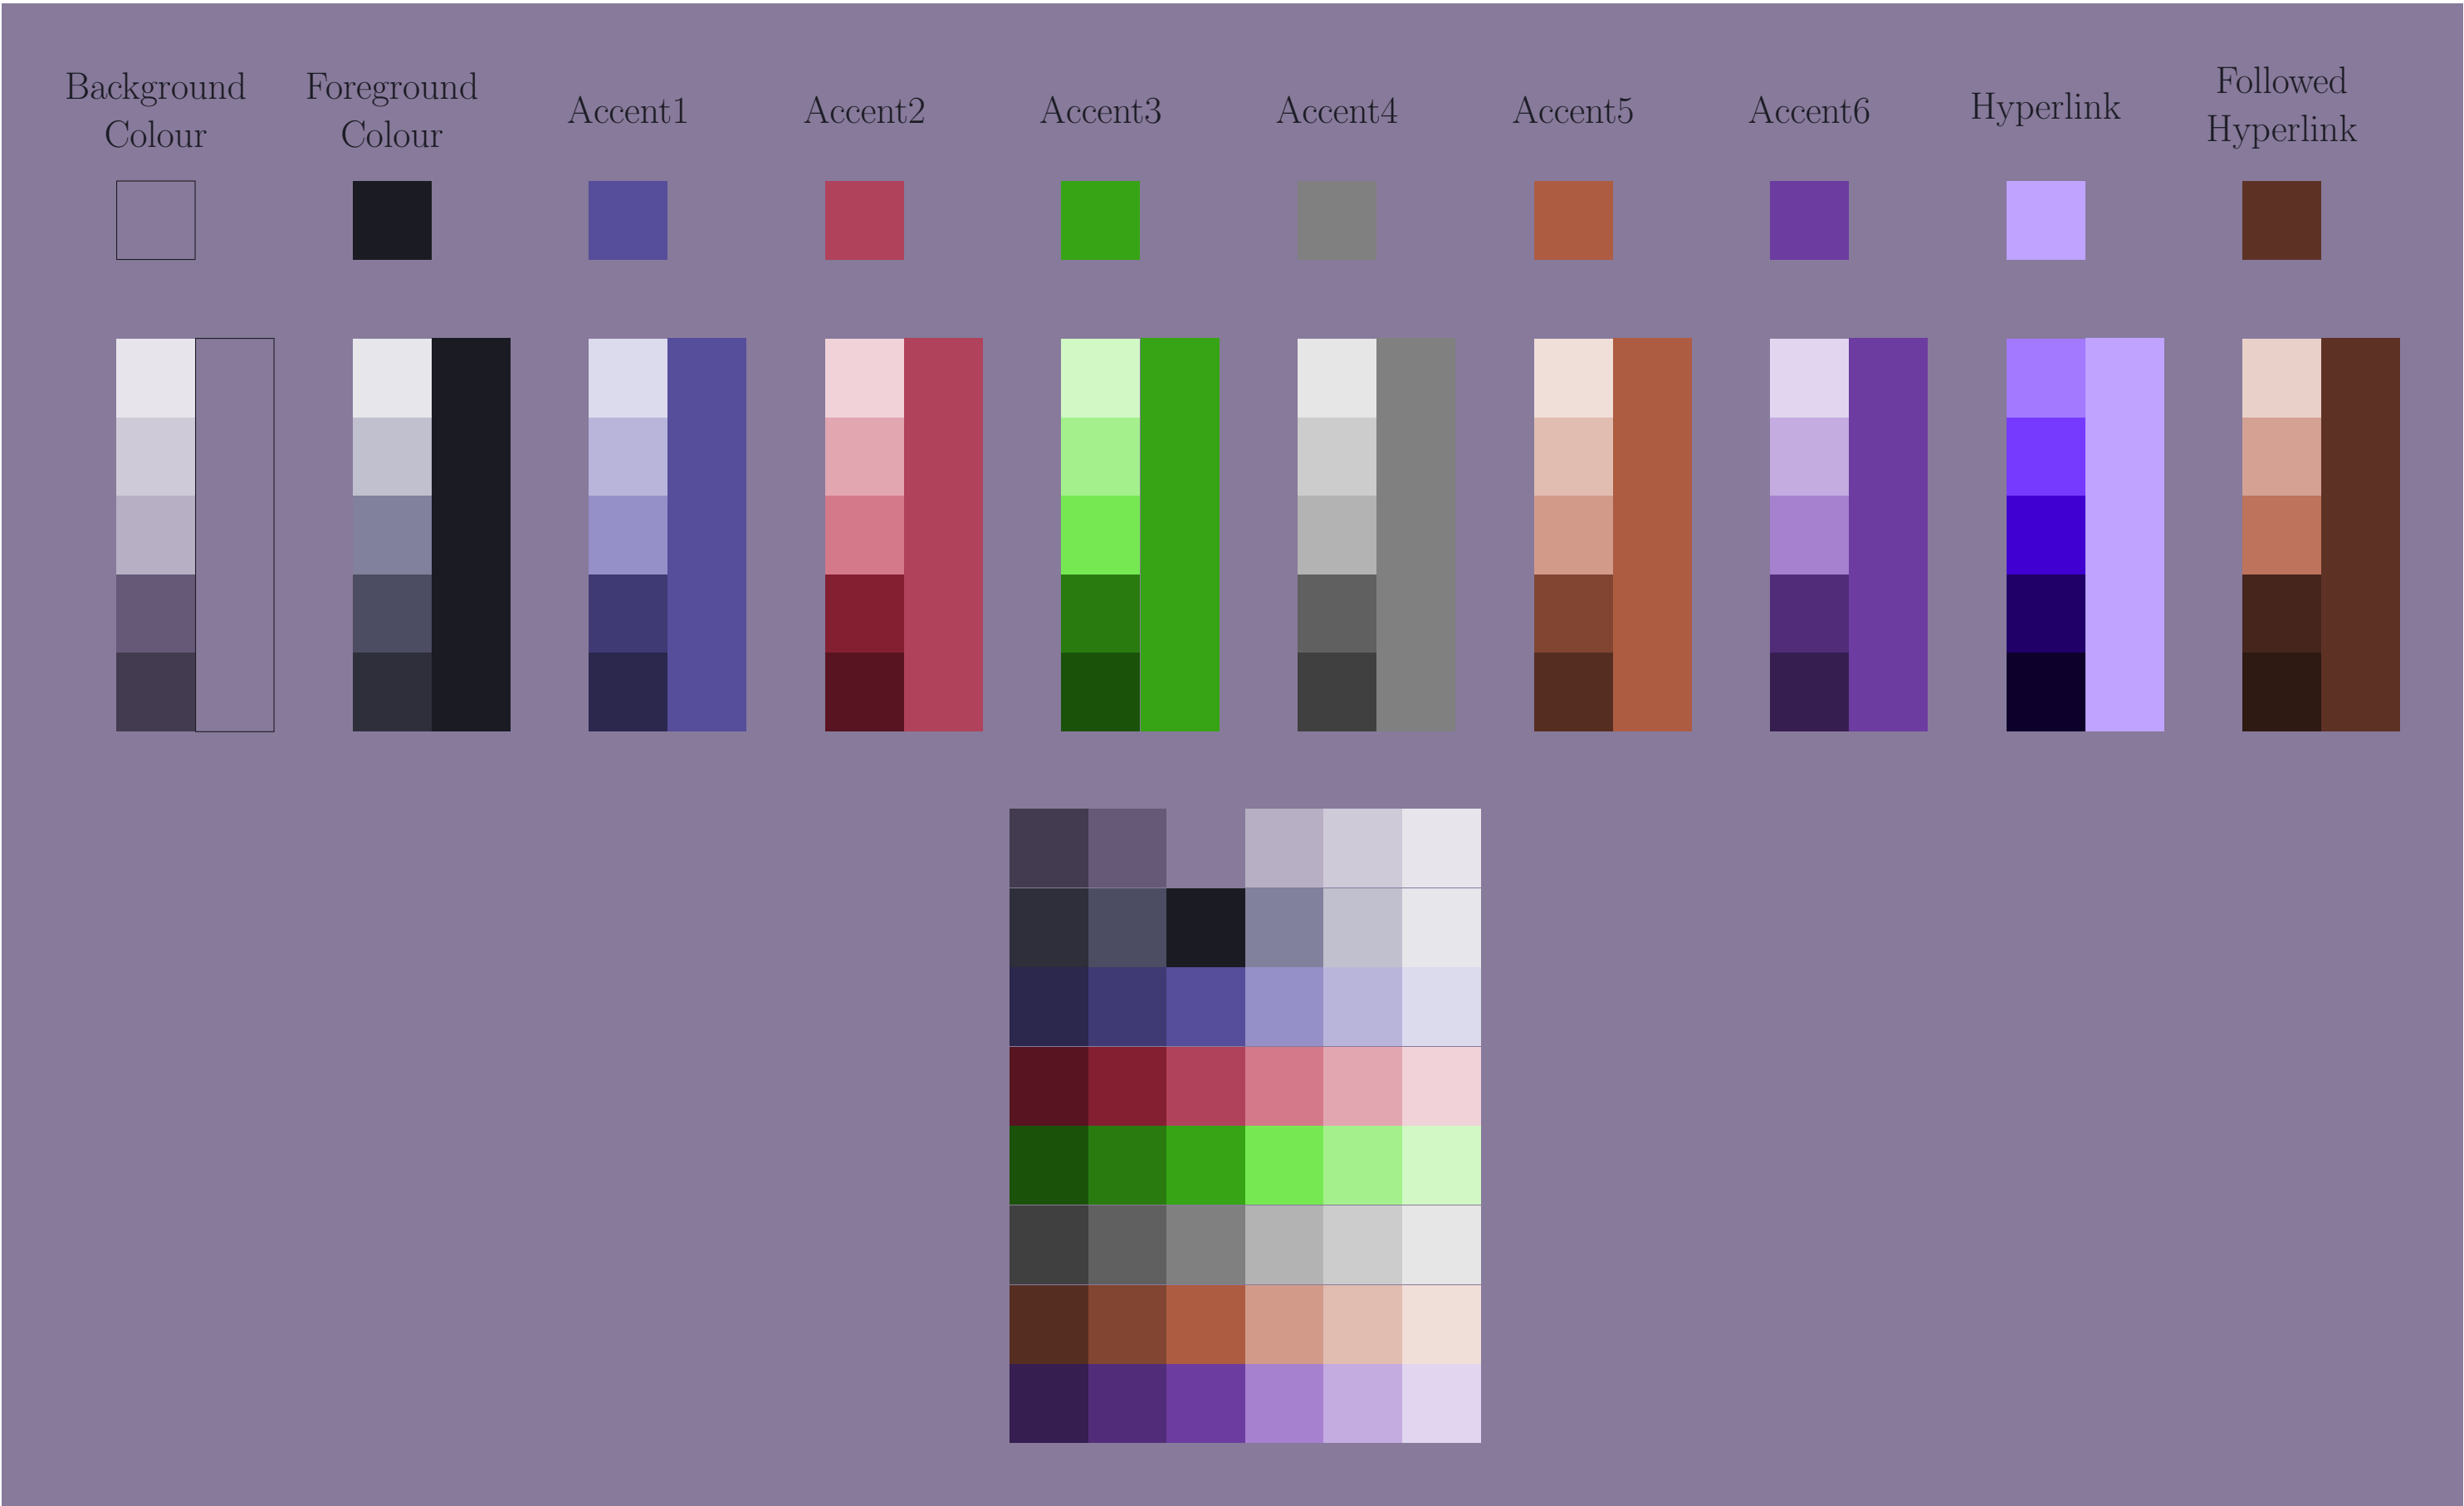 Background
Colour
Foreground
Colour
Accent1
Accent2
Accent3
Accent4
Accent5
Accent6
Hyperlink
Followed
Hyperlink